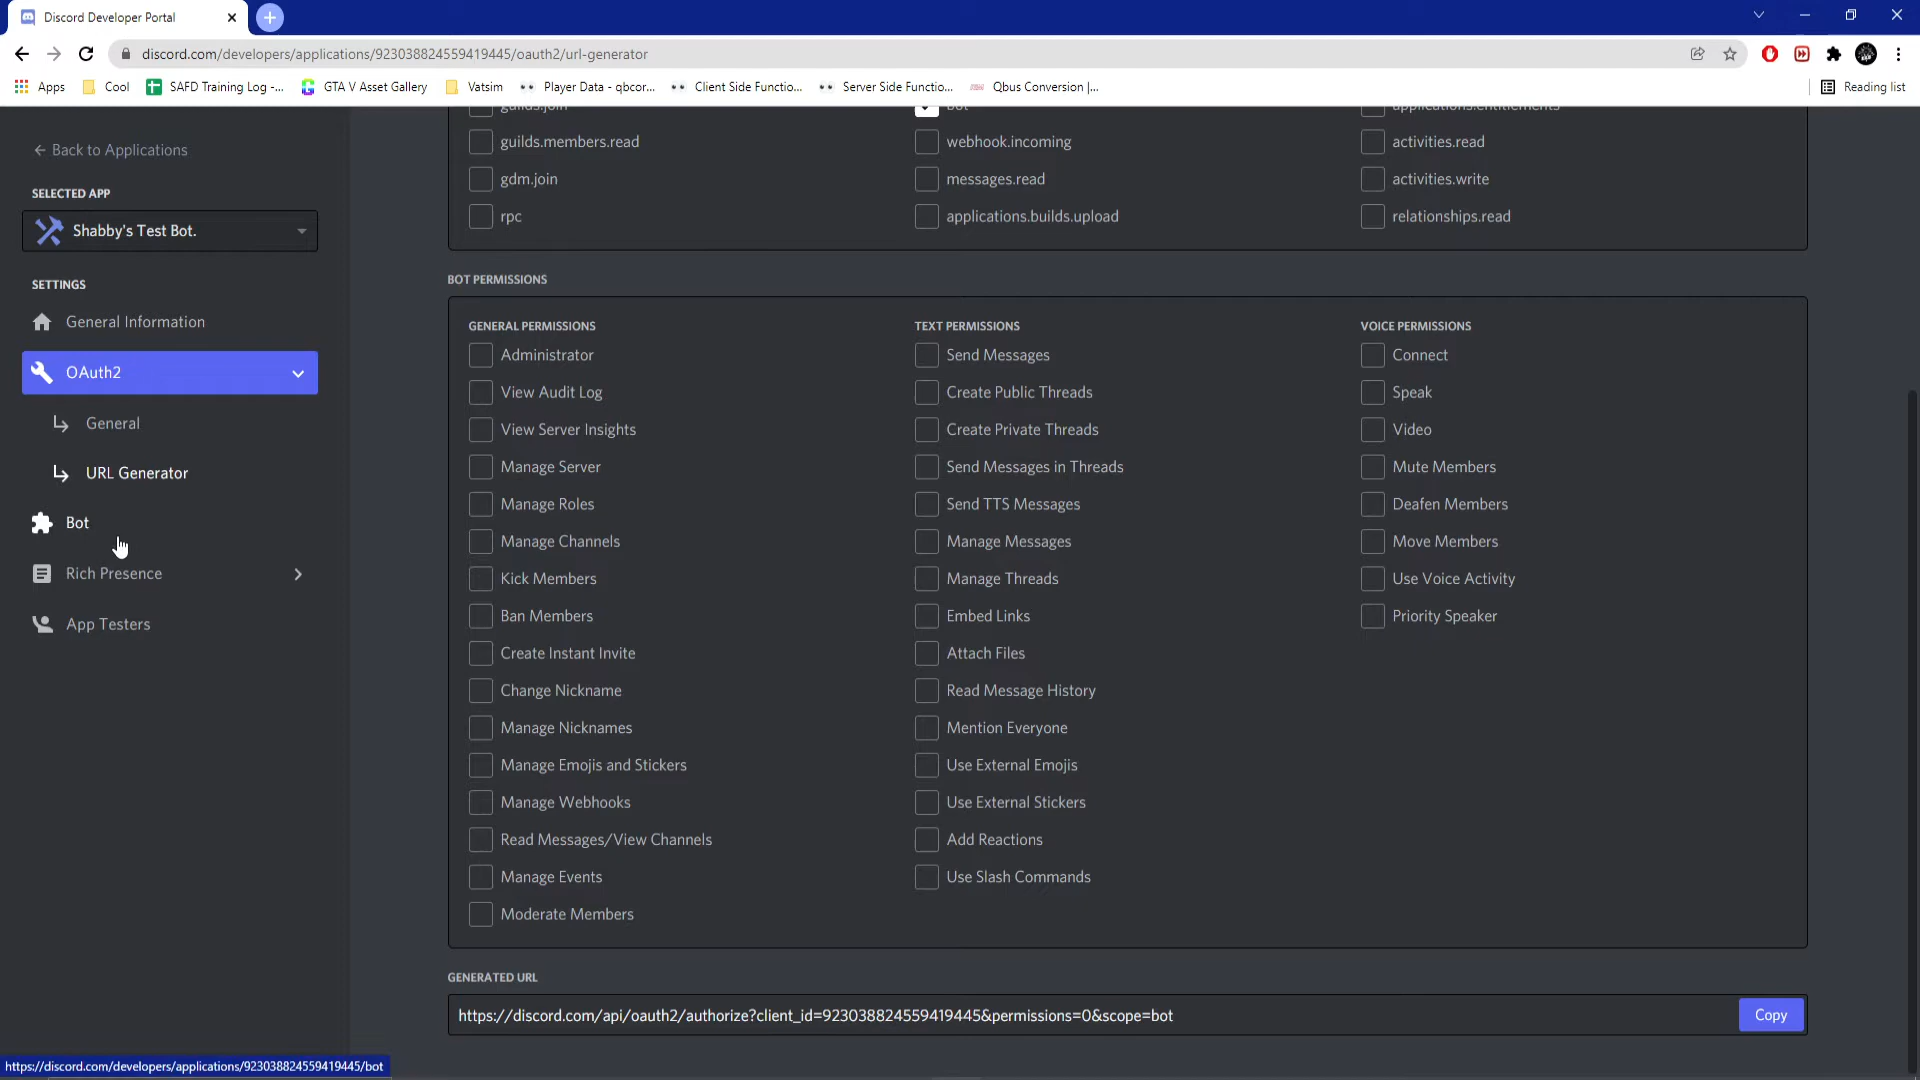 Discord Developer Portal
discord.com/developers/applications/923038824559419445/oauth2/url-generator
Apps
Cool
SAFD Training Log -...
GTA V Asset Gallery
Vatsim
Player Data - qbcor...
Client Side Functio...
Server Side Functio...
Qbus Conversion |...
Reading list
Back to Applications
SELECTED APP
Shabby's Test Bot.
SETTINGS
General Information
OAuth2
General
URL Generator
Bot
Rich Presence
App Testers
guilds.join
guilds.members.read
gdm.join
rpc
bot
webhook.incoming
messages.read
applications.builds.upload
applications.entitlements
activities.read
activities.write
relationships.read
BOT PERMISSIONS
GENERAL PERMISSIONS
Administrator
View Audit Log
View Server Insights
Manage Server
Manage Roles
Manage Channels
Kick Members
Ban Members
Create Instant Invite
Change Nickname
Manage Nicknames
Manage Emojis and Stickers
Manage Webhooks
Read Messages/View Channels
Manage Events
Moderate Members
TEXT PERMISSIONS
Send Messages
Create Public Threads
Create Private Threads
Send Messages in Threads
Send TTS Messages
Manage Messages
Manage Threads
Embed Links
Attach Files
Read Message History
Mention Everyone
Use External Emojis
Use External Stickers
Add Reactions
Use Slash Commands
VOICE PERMISSIONS
Connect
Speak
Video
Mute Members
Deafen Members
Move Members
Use Voice Activity
Priority Speaker
GENERATED URL
https://discord.com/api/oauth2/authorize?client_id=923038824559419445&permissions=0&scope=bot
Copy
https://discord.com/developers/applications/923038824559419445/bot